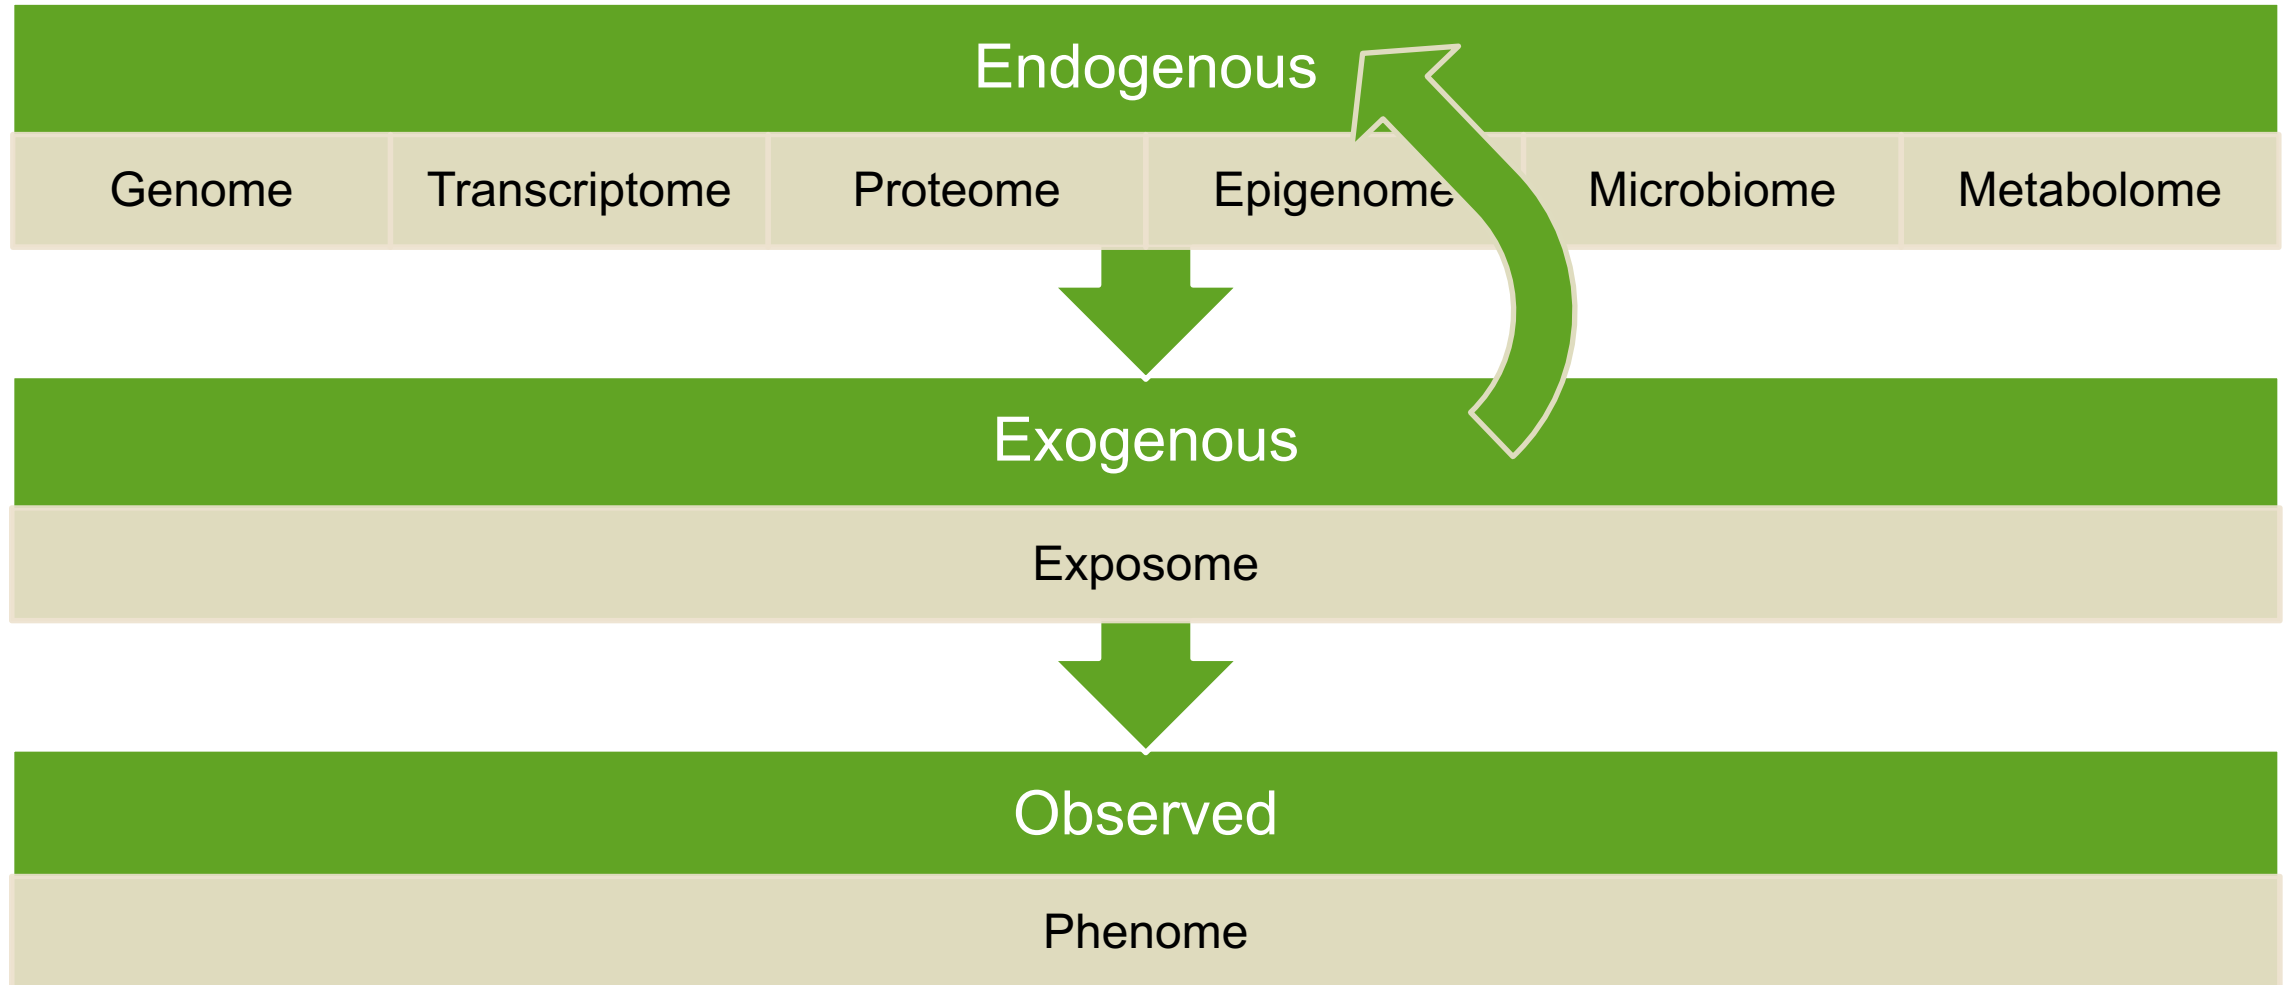 Endogenous
Genome Transcriptome Proteome Epigenome Microbiome Metabolome
Exogenous
Exposome
Observed
Phenome